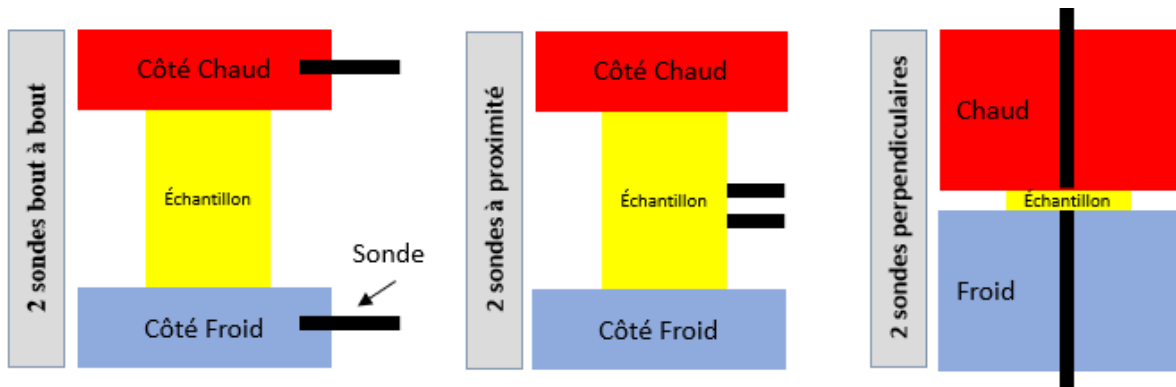 2 sondes bout à bout
Côté Chaud
Échantillon
Sonde
Côté Froid
2 sondes à proximité
Côté Chaud
Échantillon
Côté Froid
2 sondes perpendiculaires
Chaud
Échantillon
Froid